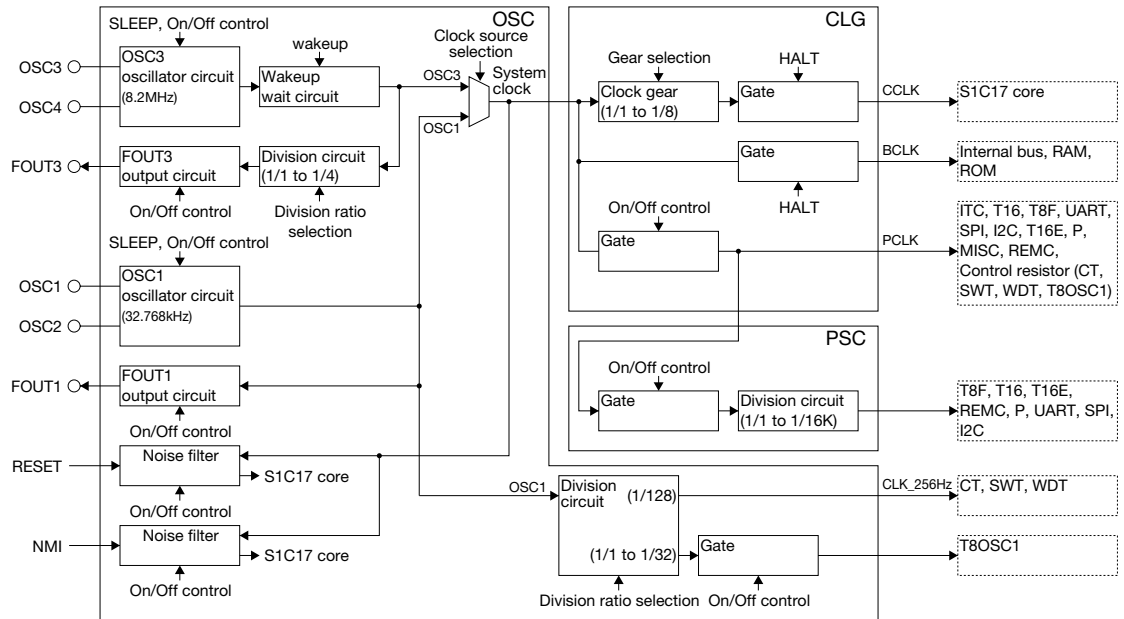 OSC
CLG
SLEEP, On/Off control
OSC3
OSC4
OSC3
oscillator circuit
(8.2MHz)
wakeup
Wakeup
wait circuit
Clock source
selection
OSC3
OSC1
System
clock
Gear selection
Clock gear
(1/1 to 1/8)
HALT
Gate
CCLK
S1C17 core
FOUT3
FOUT3
output circuit
On/Off control
Division circuit
(1/1 to 1/4)
Division ratio
selection
Gate
HALT
BCLK
Internal bus, RAM,
ROM
On/Off control
Gate
PCLK
ITC, T16, T8F, UART,
SPI, I2C, T16E, P,
MISC, REMC,
Control resistor (CT,
SWT, WDT, T8OSC1)
SLEEP, On/Off control
OSC1
OSC2
OSC1
oscillator circuit
(32.768kHz)
PSC
On/Off control
Gate
Division circuit
(1/1 to 1/16K)
T8F, T16, T16E,
REMC, P, UART, SPI,
I2C
FOUT1
FOUT1
output circuit
On/Off control
RESET
Noise filter
S1C17 core
On/Off control
NMI
Noise filter
S1C17 core
On/Off control
OSC1
Division
circuit
(1/128)
(1/1 to 1/32)
Division ratio selection
CLK_256Hz
CT, SWT, WDT
Gate
On/Off control
T8OSC1